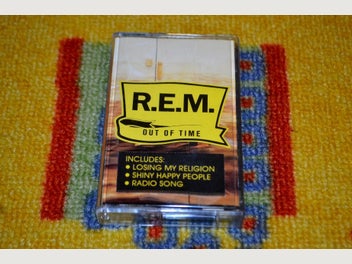 R.E.M.
OUT OF TIME
INCLUDES:
• LOSING MY RELIGION
• SHINY HAPPY PEOPLE
• RADIO SONG